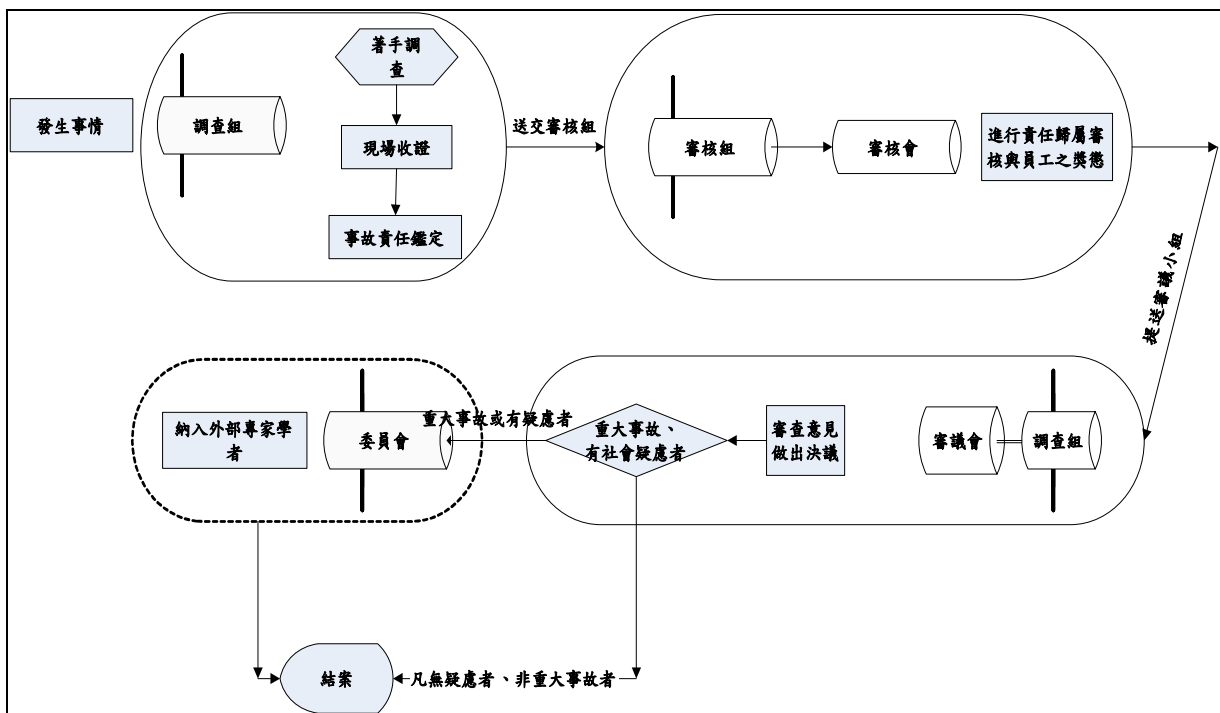 發生事情
調查組
著手調
查
現場收證
事故責任鑑定
送交審核組
審核組
審核會
進行責任歸屬審
核與員工之獎懲
提送審議小組
調查組
審議會
審查意見
做出決議
重大事故、
有社會疑慮者
重大事故或有疑慮者
委員會
納入外部專家學
者
凡無疑慮者、非重大事故者
結案